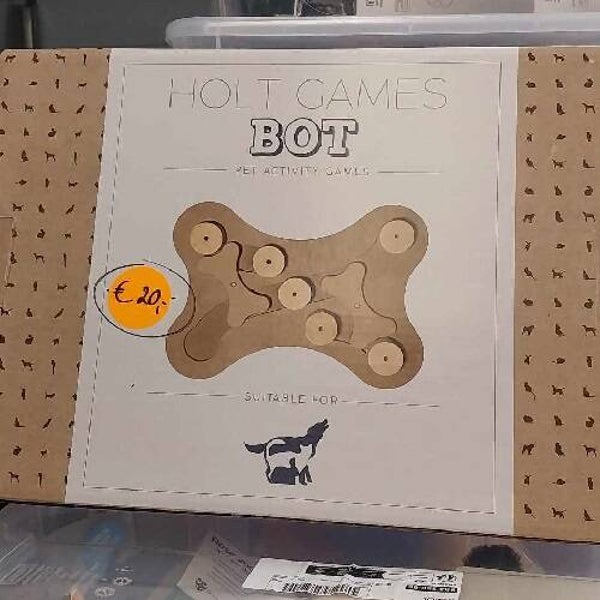 HOLT GAMES
BOT
PET ACTIVITY GAMES
€ 20,-
SUITABLE FOR